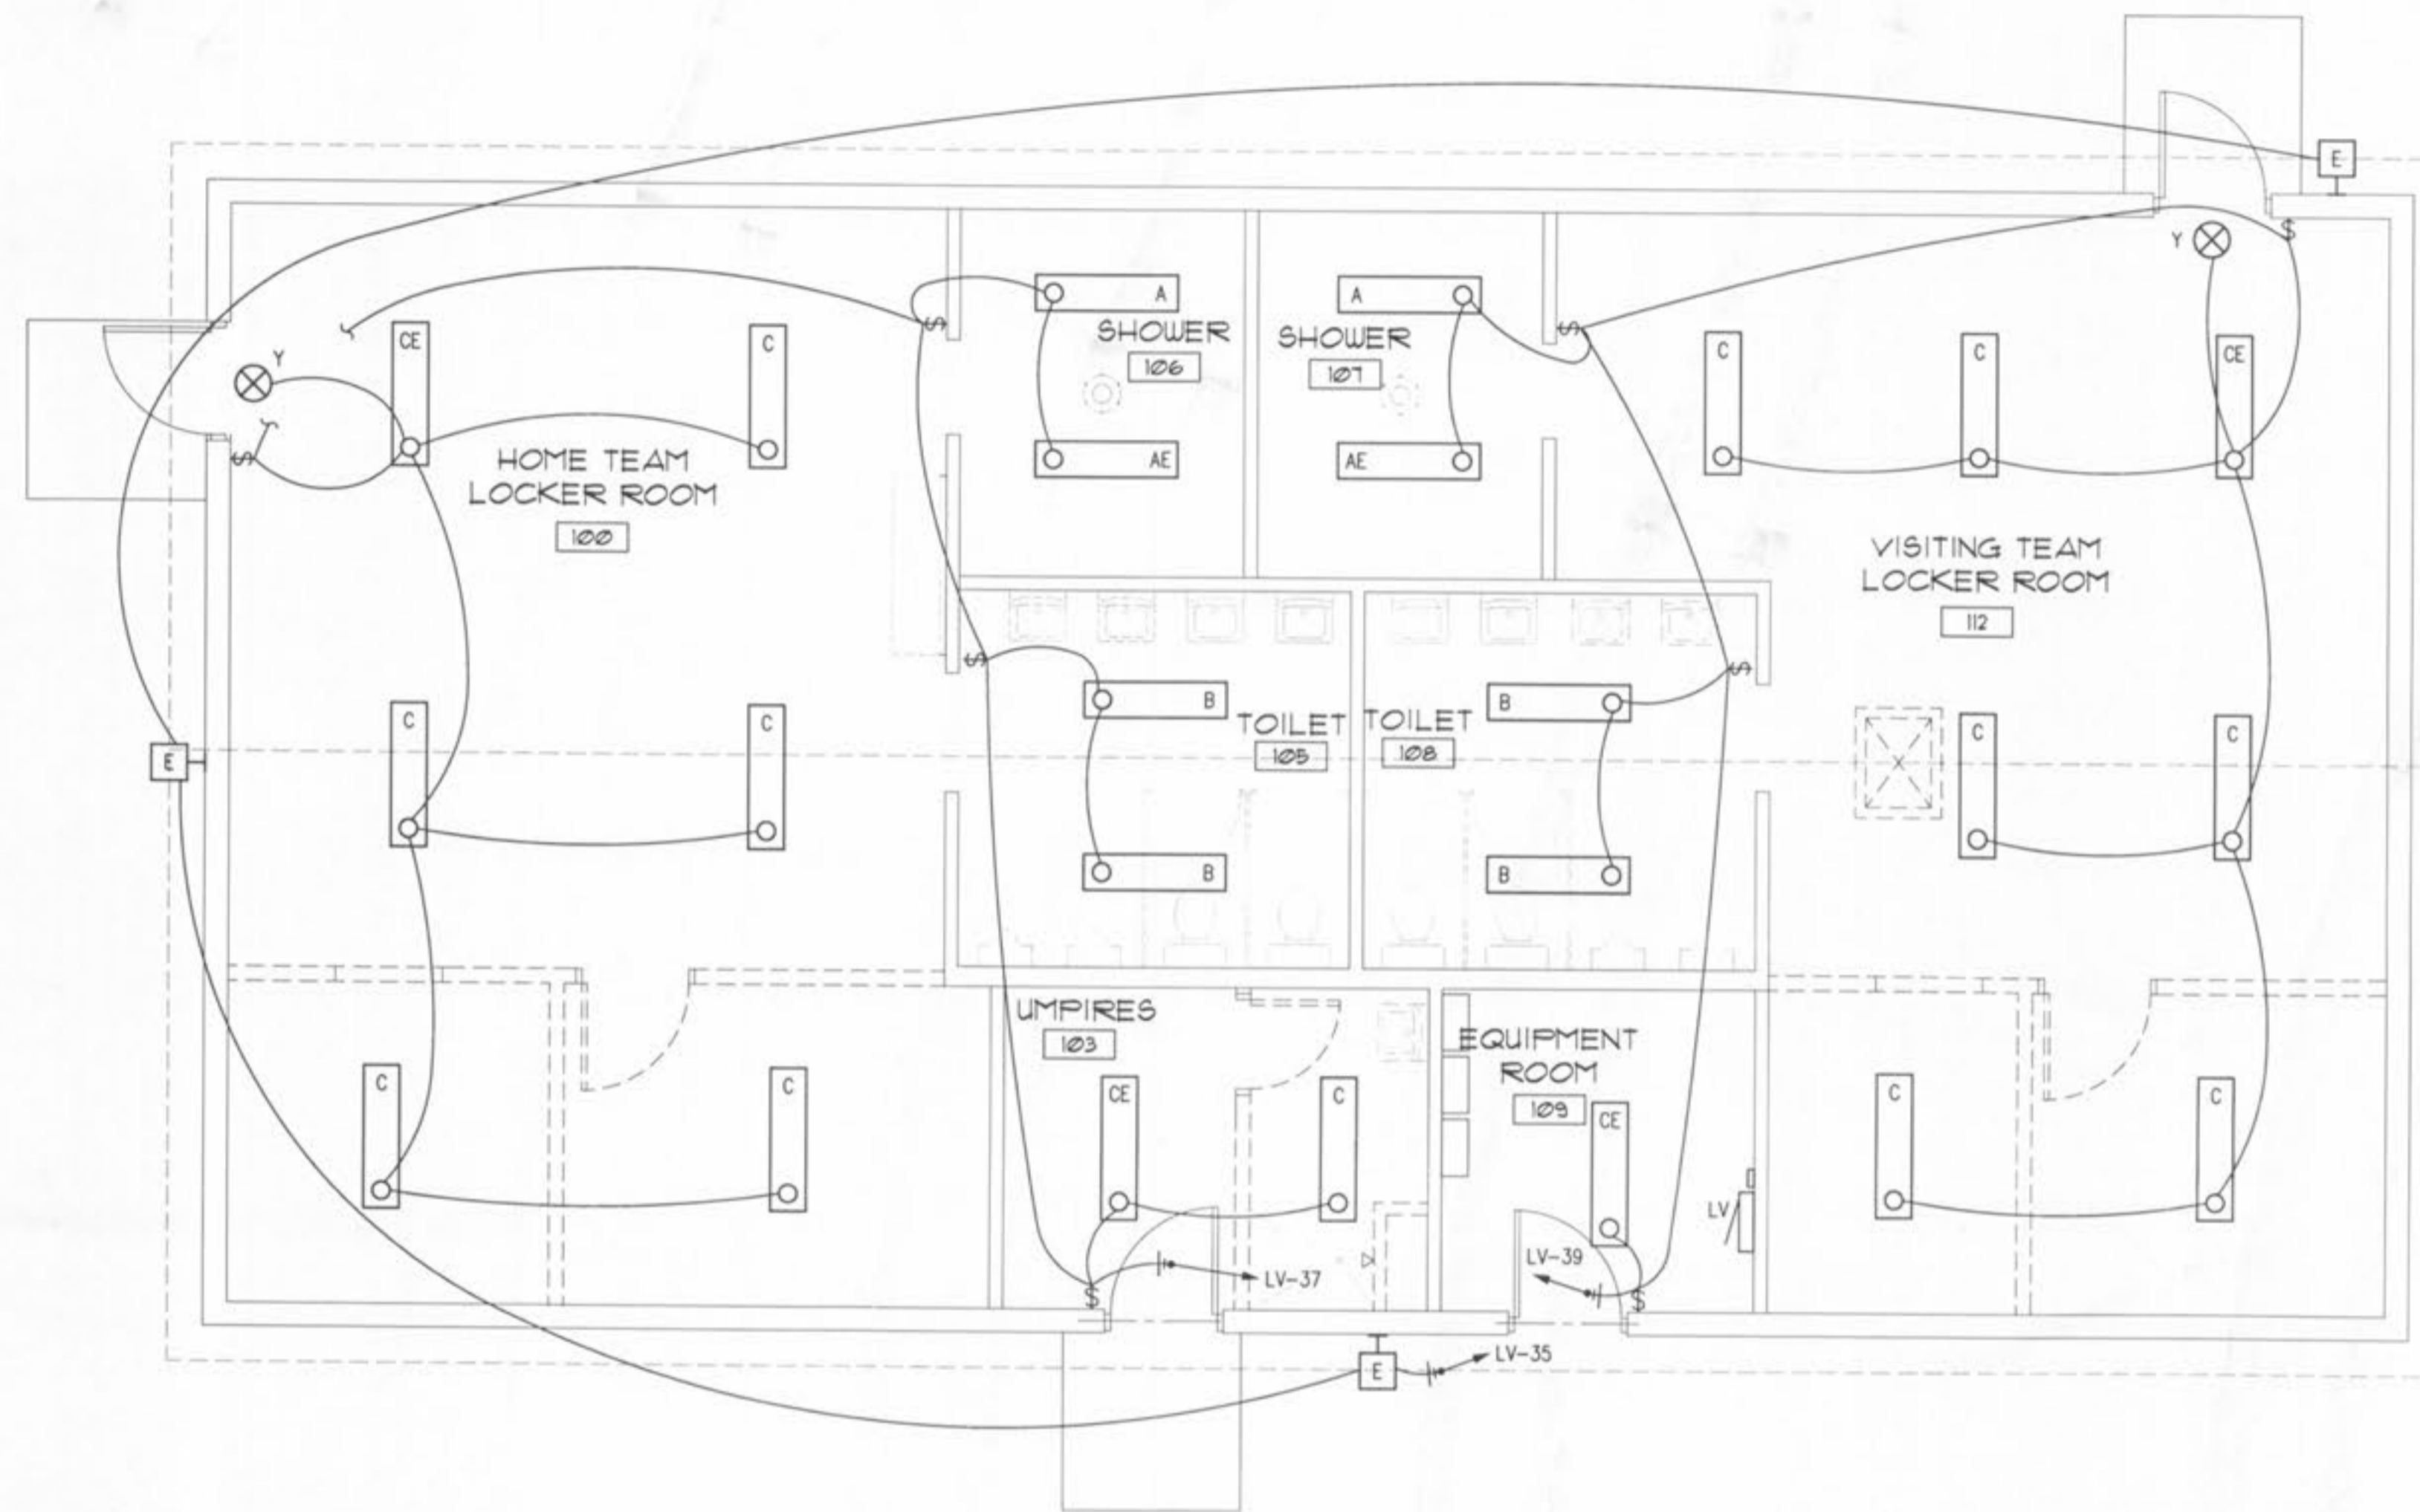 E
Y
$
A
A
SHOWER
106
SHOWER
107
$
$
CE
C
Y
C
C
CE
$
HOME TEAM
LOCKER ROOM
100
AE
AE
VISITING TEAM
LOCKER ROOM
112
$
$
C
C
B
B
TOILET
105
TOILET
108
C
C
E
B
B
UMPIRES
103
EQUIPMENT
ROOM
109
C
C
CE
C
CE
C
C
LV
LV-37
LV-39
$
$
E
LV-35